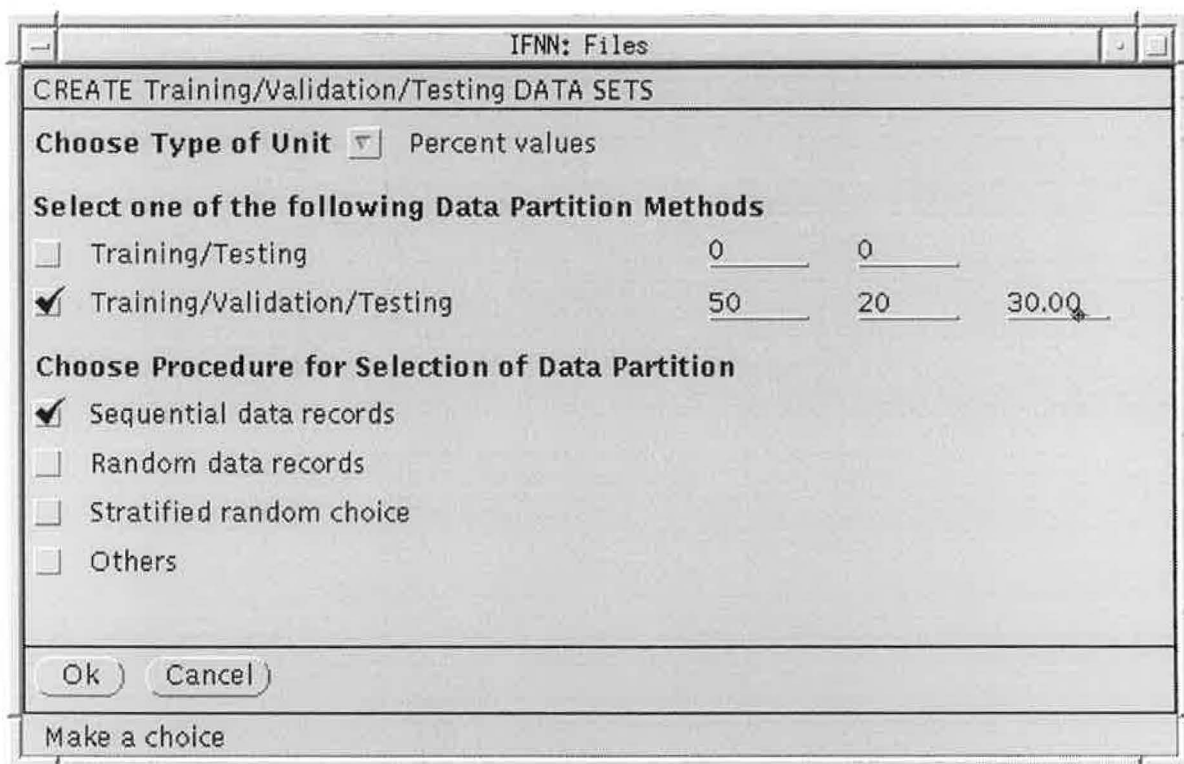 IFNN: Files
CREATE Training/Validation/Testing DATA SETS
Choose Type of Unit Percent values
Select one of the following Data Partition Methods
Training/Testing 0 0
Training/Validation/Testing 50 20 30.00
Choose Procedure for Selection of Data Partition
Sequential data records
Random data records
Stratified random choice
Others
Ok Cancel
Make a choice